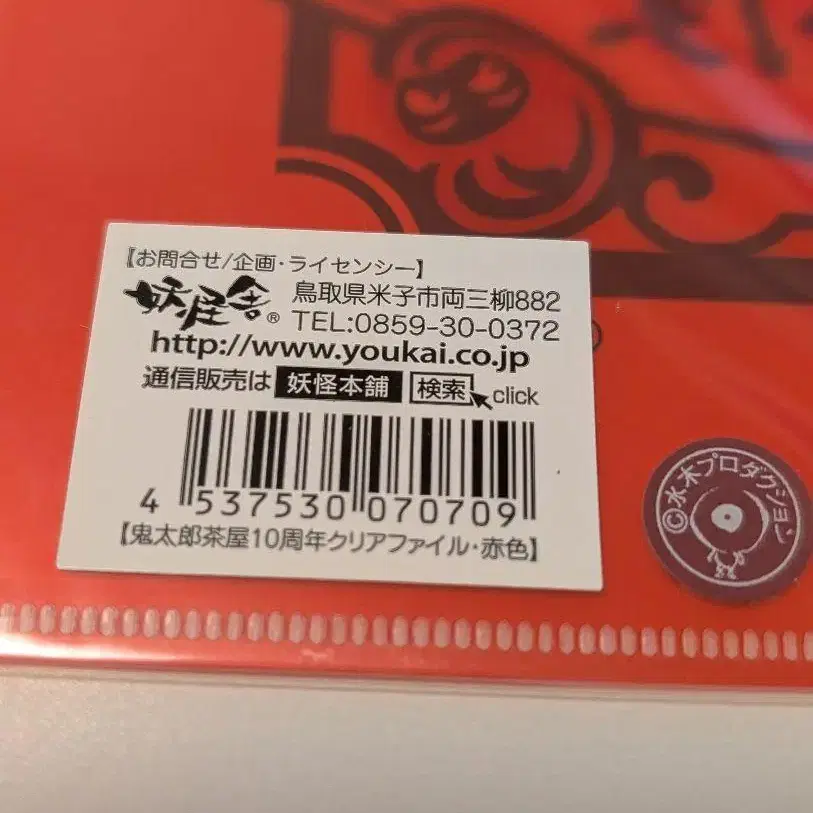 【お問合せ/企画・ライセンシー】
妖怪舎® 鳥取県米子市両三柳882
TEL:0859-30-0372
http://www.youkai.co.jp
通信販売は 妖怪本舗 検索 click
4 537530 070709
【鬼太郎茶屋10周年クリアファイル・赤色】
©水木プロダクション